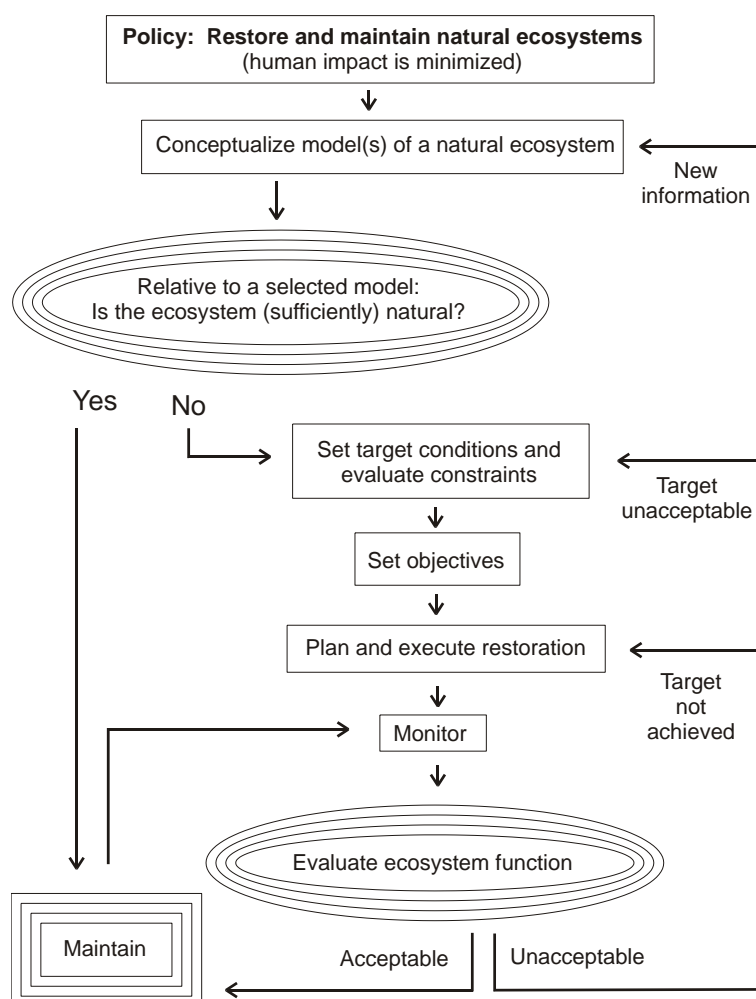 Policy: Restore and maintain natural ecosystems
(human impact is minimized)
Conceptualize model(s) of a natural ecosystem
New
information
Relative to a selected model:
Is the ecosystem (sufficiently) natural?
Yes
No
Set target conditions and
evaluate constraints
Target
unacceptable
Set objectives
Plan and execute restoration
Target
not
achieved
Monitor
Evaluate ecosystem function
Maintain
Acceptable
Unacceptable